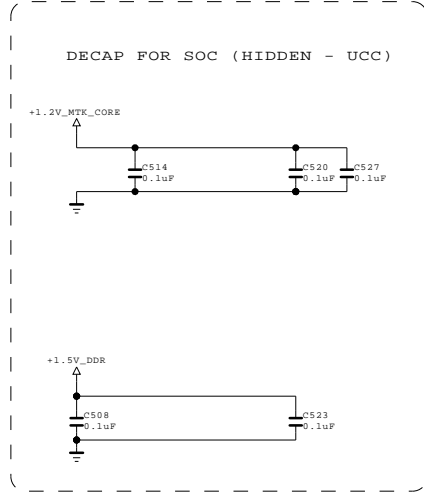 DECAP FOR SOC (HIDDEN - UCC)
+1.2V_MTK_CORE
C514
0.1uF
C520
0.1uF
C527
0.1uF
+1.5V_DDR
C508
0.1uF
C523
0.1uF